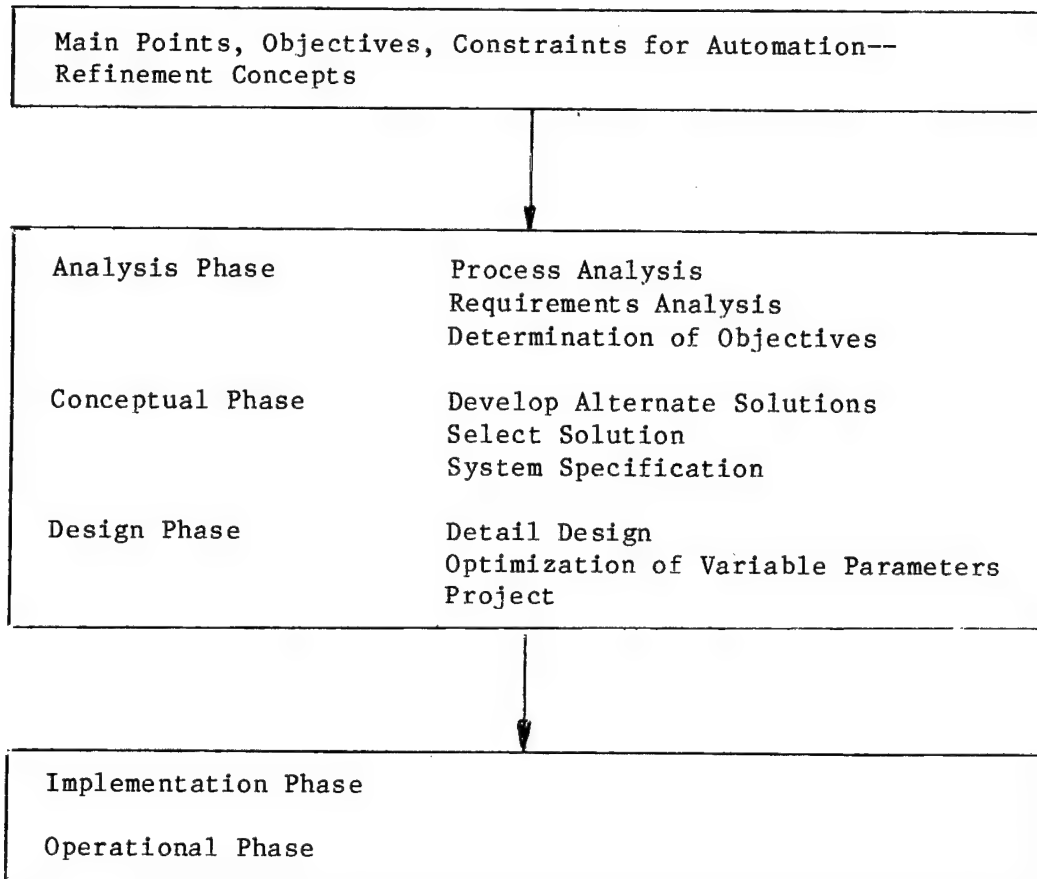 Main Points, Objectives, Constraints for Automation--
Refinement Concepts
Analysis Phase Process Analysis
Requirements Analysis
Determination of Objectives
Conceptual Phase Develop Alternate Solutions
Select Solution
System Specification
Design Phase Detail Design
Optimization of Variable Parameters
Project
Implementation Phase
Operational Phase